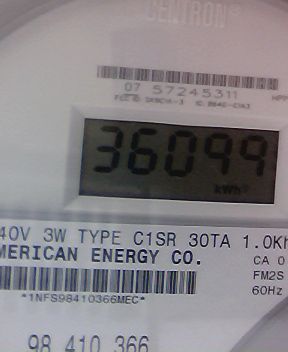 CENTRON®
07 57245311
36099
kWh
40V 3W TYPE C1SR 30TA 1.0Kh
MERICAN ENERGY CO.
CA 0
FM2S
60Hz
*1NFS98410366MEC*
98 410 366